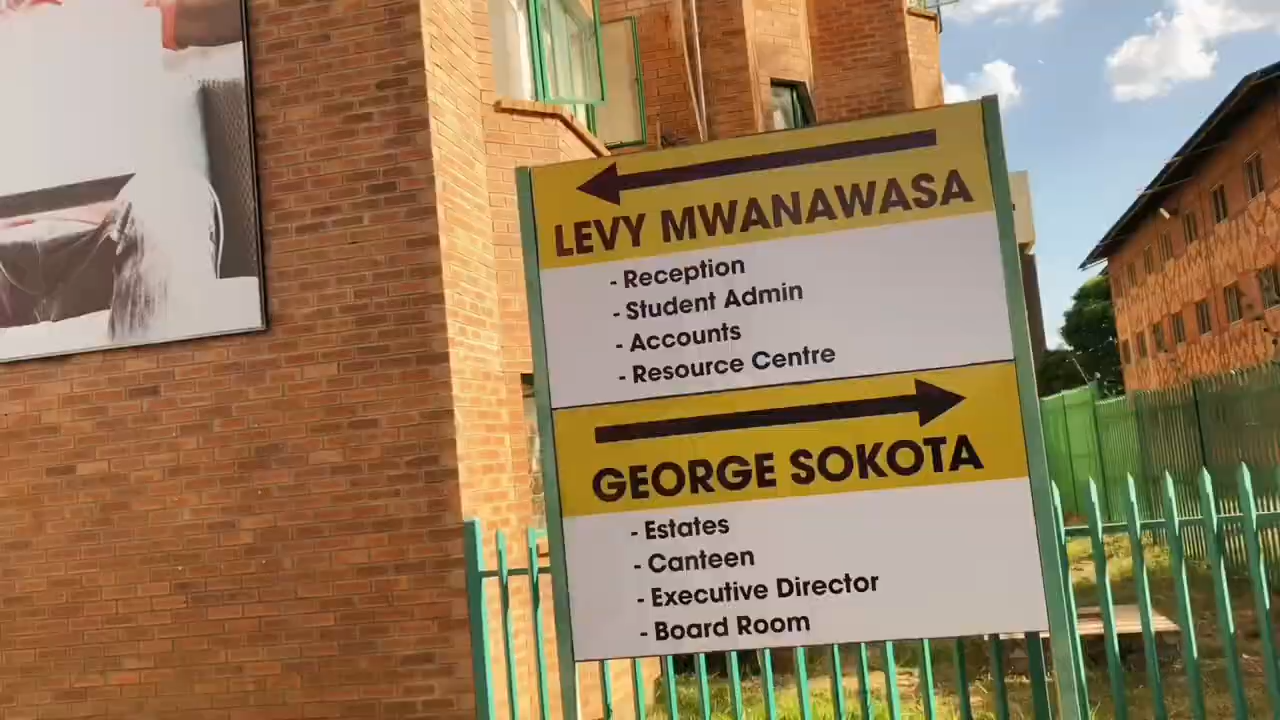 LEVY MWANAWASA
- Reception
- Student Admin
- Accounts
- Resource Centre
GEORGE SOKOTA
- Estates
- Canteen
- Executive Director
- Board Room